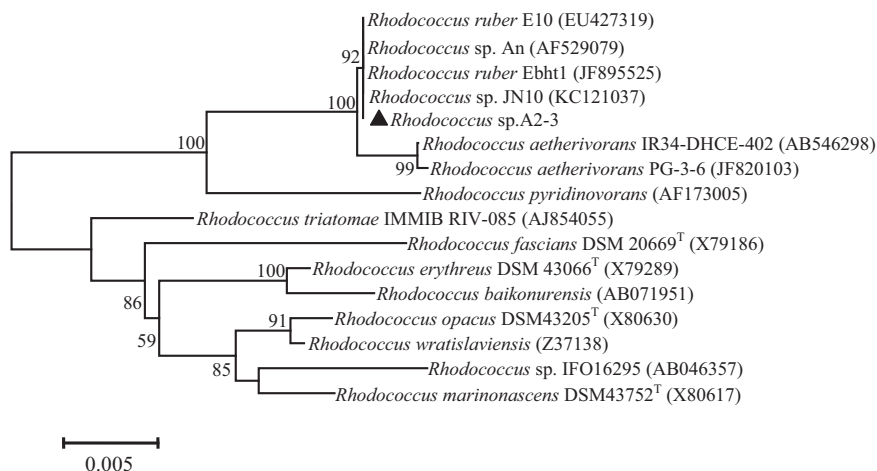 Rhodococcus ruber E10 (EU427319)
Rhodococcus sp. An (AF529079)
92
Rhodococcus ruber Ebht1 (JF895525)
Rhodococcus sp. JN10 (KC121037)
100
Rhodococcus sp.A2-3
Rhodococcus aetherivorans IR34-DHCE-402 (AB546298)
100
99
Rhodococcus aetherivorans PG-3-6 (JF820103)
Rhodococcus pyridinovorans (AF173005)
Rhodococcus triatomae IMMIB RIV-085 (AJ854055)
Rhodococcus fascians DSM 20669T (X79186)
100
Rhodococcus erythreus DSM 43066T (X79289)
Rhodococcus baikonurensis (AB071951)
86
91
Rhodococcus opacus DSM43205T (X80630)
59
Rhodococcus wratislaviensis (Z37138)
85
Rhodococcus sp. IFO16295 (AB046357)
Rhodococcus marinonascens DSM43752T (X80617)
0.005